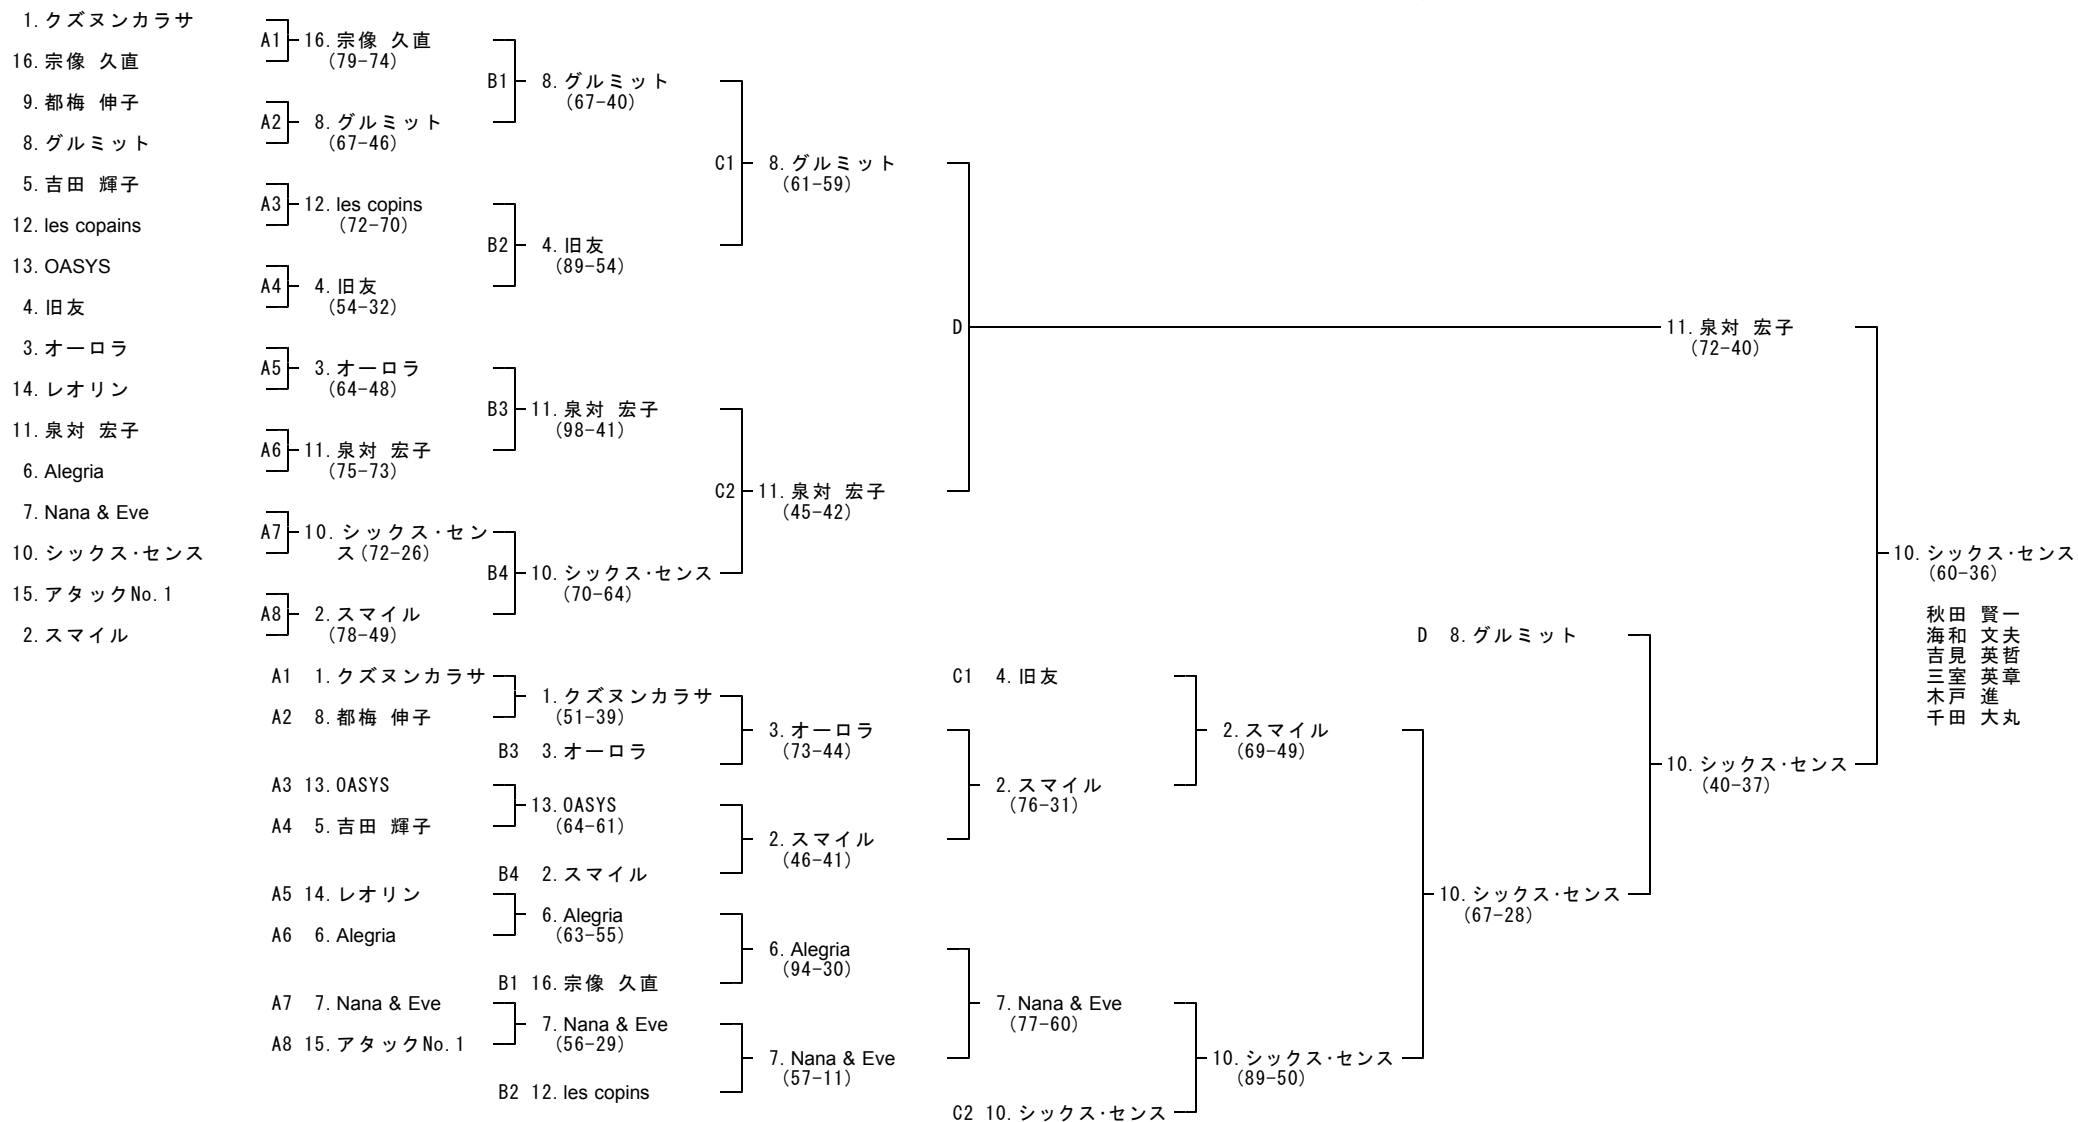 1. クズヌンカラサ
16. 宗像 久直
9. 都梅 伸子
8. グルミット
5. 吉田 輝子
12. les copains
13. OASYS
4. 旧友
3. オーロラ
14. レオリン
11. 泉対 宏子
6. Alegria
7. Nana & Eve
10. シックス・センス
15. アタックNo.1
2. スマイル
A1
16. 宗像 久直
(79-74)
A2
8. グルミット
(67-46)
A3
12. les copins
(72-70)
A4
4. 旧友
(54-32)
A5
3. オーロラ
(64-48)
A6
11. 泉対 宏子
(75-73)
A7
10. シックス・セン
ス(72-26)
A8
2. スマイル
(78-49)
B1
8. グルミット
(67-40)
B2
4. 旧友
(89-54)
B3
11. 泉対 宏子
(98-41)
B4
10. シックス・センス
(70-64)
C1
8. グルミット
(61-59)
C2
11. 泉対 宏子
(45-42)
D
11. 泉対 宏子
(72-40)
10. シックス・センス
(60-36)
秋田 賢一
海和 文夫
吉見 英哲
三室 英章
木戸 進
千田 大丸
A1 1. クズヌンカラサ
A2 8. 都梅 伸子
A3 13. OASYS
A4 5. 吉田 輝子
A5 14. レオリン
A6 6. Alegria
A7 7. Nana & Eve
A8 15. アタックNo.1
1. クズヌンカラサ
(51-39)
B3 3. オーロラ
13. OASYS
(64-61)
B4 2. スマイル
6. Alegria
(63-55)
B1 16. 宗像 久直
7. Nana & Eve
(56-29)
B2 12. les copins
3. オーロラ
(73-44)
2. スマイル
(46-41)
6. Alegria
(94-30)
7. Nana & Eve
(57-11)
C1 4. 旧友
2. スマイル
(76-31)
7. Nana & Eve
(77-60)
C2 10. シックス・センス
2. スマイル
(69-49)
10. シックス・センス
(89-50)
D 8. グルミット
10. シックス・センス
(67-28)
10. シックス・センス
(40-37)